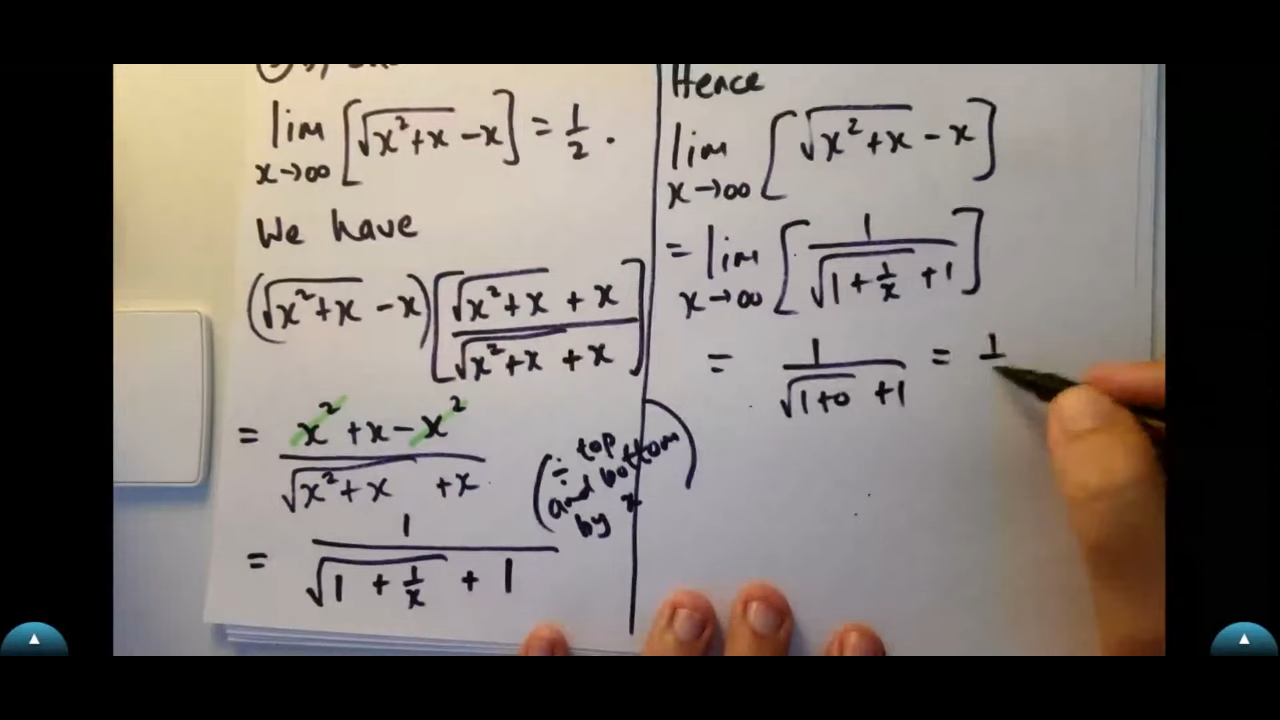 lim [√x²+x -x] = 1/2.
x→∞
We have
(√x²+x -x)[√x²+x + x / √x²+x + x]
= x² +x - x² / √x²+x +x
(÷ top
and bottom
by x
= 1 / √1 + 1/x + 1
Hence
lim [√x²+x - x]
x→∞
= lim [1 / √1 + 1/x + 1]
x→∞
= 1 / √1+0 + 1 = 1